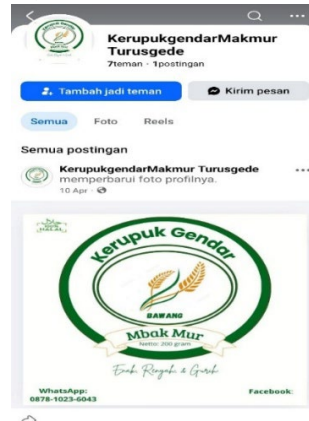 KerupukgendarMakmur
Turusgede
7teman · 1postingan
Tambah jadi teman
Kirim pesan
Semua
Foto
Reels
Semua postingan
KerupukgendarMakmur Turusgede
memperbarui foto profilnya.
10 Apr
Kerupuk Gendar
BAWANG
Mbak Mur
Netto: 200 gram
Enak, Renyah & Gurih
WhatsApp:
0878-1023-6043
Facebook: